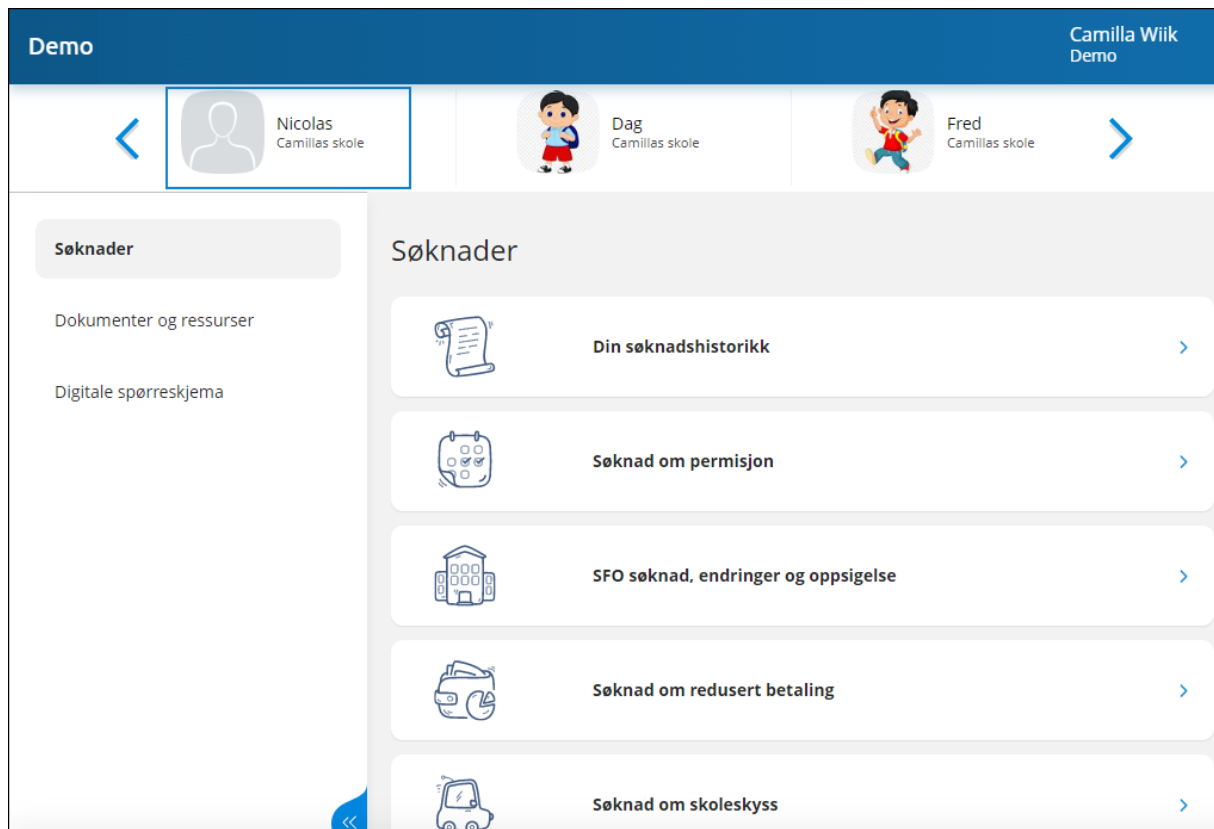 Demo
Camilla Wiik
Demo
Nicolas
Camillas skole
Dag
Camillas skole
Fred
Camillas skole
Søknader
Dokumenter og ressurser
Digitale spørreskjema
Søknader
Din søknadshistorikk
Søknad om permisjon
SFO søknad, endringer og oppsigelse
Søknad om redusert betaling
Søknad om skoleskyss